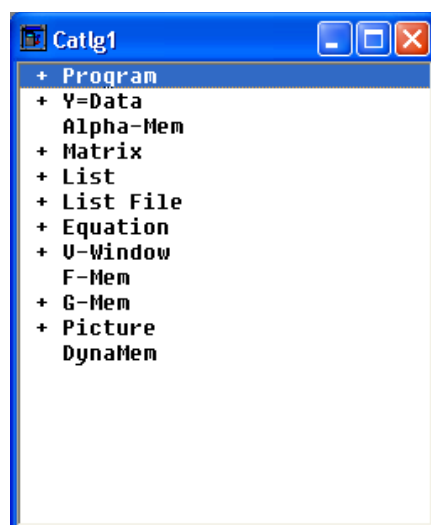 Catlg1
+ Program
+ Y=Data
Alpha-Mem
+ Matrix
+ List
+ List File
+ Equation
+ V-Window
F-Mem
+ G-Mem
+ Picture
DynaMem